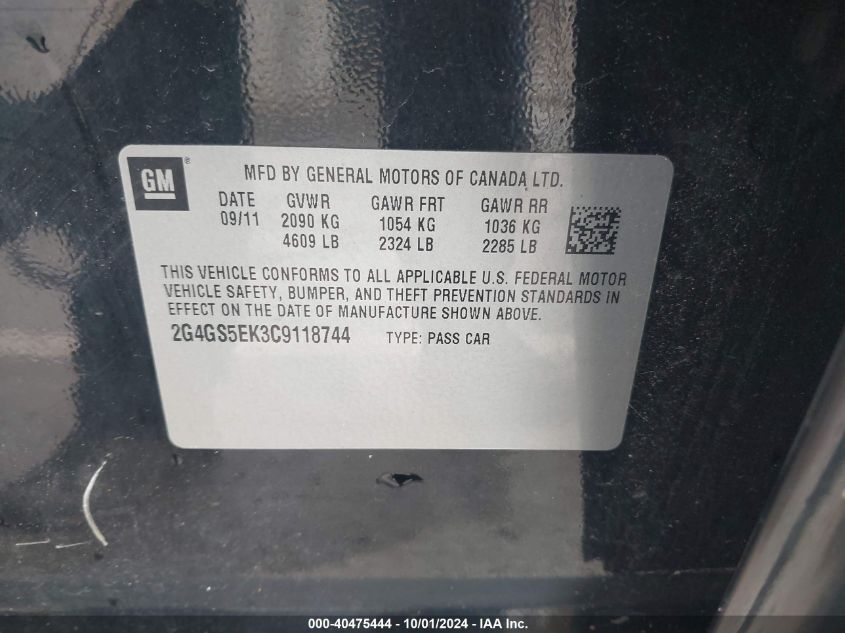 GM ®
MFD BY GENERAL MOTORS OF CANADA LTD.
DATE GVWR GAWR FRT GAWR RR
09/11 2090 KG 1054 KG 1036 KG
4609 LB 2324 LB 2285 LB
THIS VEHICLE CONFORMS TO ALL APPLICABLE U.S. FEDERAL MOTOR
VEHICLE SAFETY, BUMPER, AND THEFT PREVENTION STANDARDS IN
EFFECT ON THE DATE OF MANUFACTURE SHOWN ABOVE.
2G4GS5EK3C9118744 TYPE: PASS CAR
000-40475444 - 10/01/2024 - IAA Inc.